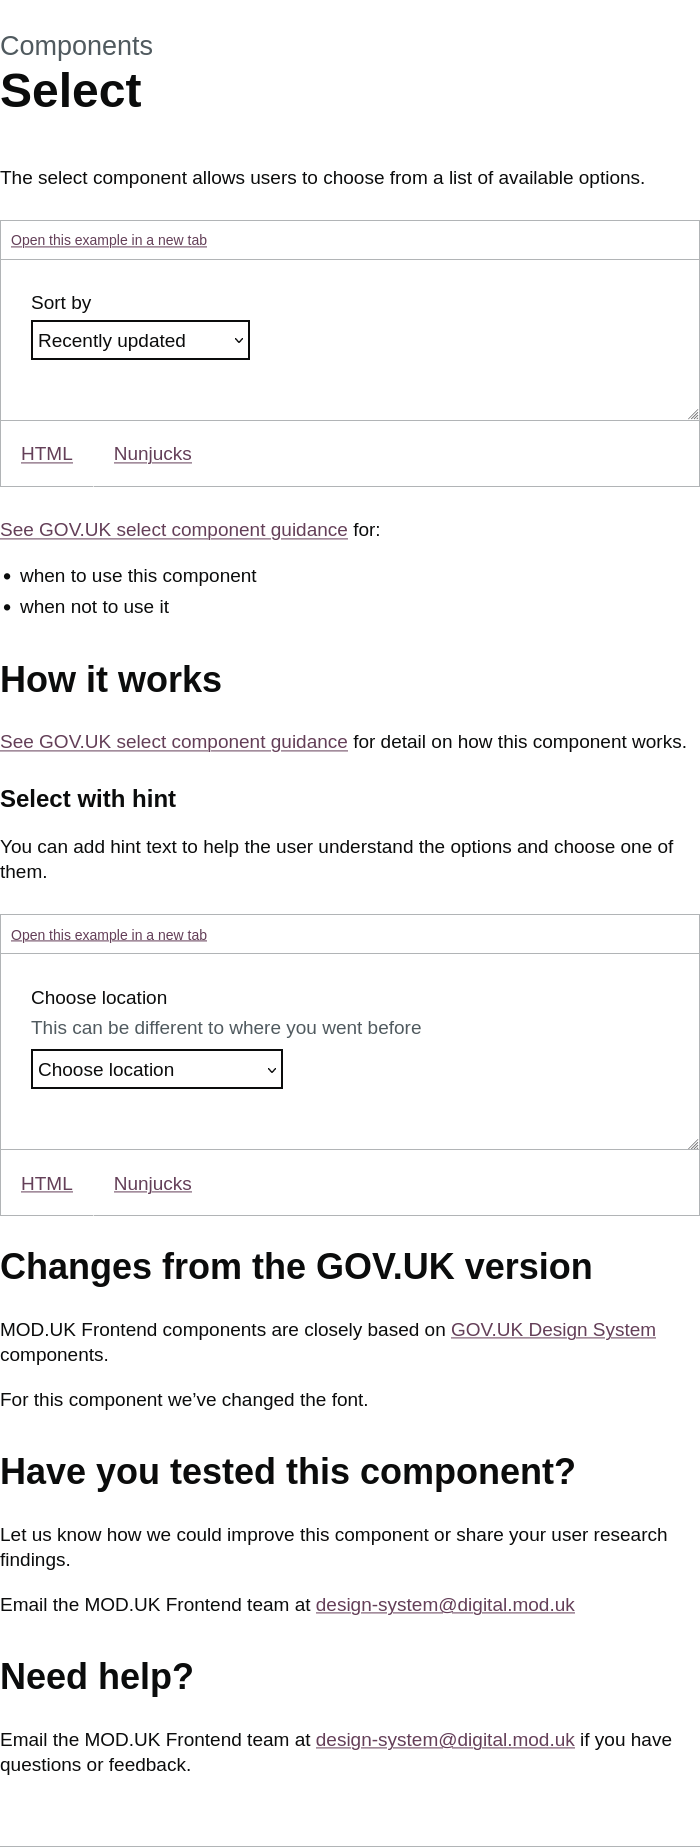 Components
Select
The select component allows users to choose from a list of available options.
Open this example in a new tab
Sort by
Recently updated
HTML Nunjucks
See GOV.UK select component guidance for:
• when to use this component
• when not to use it
How it works
See GOV.UK select component guidance for detail on how this component works.
Select with hint
You can add hint text to help the user understand the options and choose one of
them.
Open this example in a new tab
Choose location
This can be different to where you went before
Choose location
HTML Nunjucks
Changes from the GOV.UK version
MOD.UK Frontend components are closely based on GOV.UK Design System
components.
For this component we’ve changed the font.
Have you tested this component?
Let us know how we could improve this component or share your user research
findings.
Email the MOD.UK Frontend team at design-system@digital.mod.uk
Need help?
Email the MOD.UK Frontend team at design-system@digital.mod.uk if you have
questions or feedback.